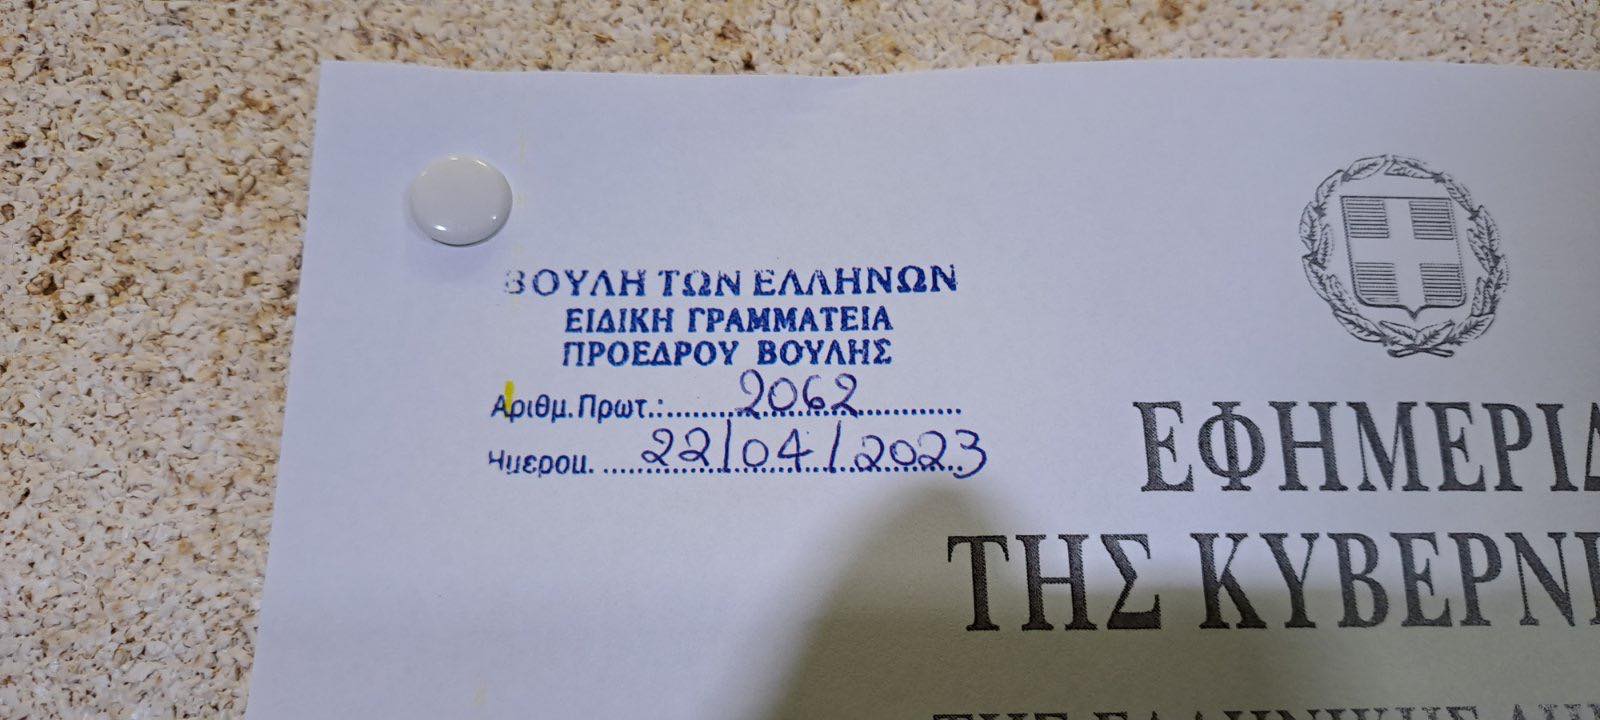 ΒΟΥΛΗ ΤΩΝ ΕΛΛΗΝΩΝ
ΕΙΔΙΚΗ ΓΡΑΜΜΑΤΕΙΑ
ΠΡΟΕΔΡΟΥ ΒΟΥΛΗΣ
Αριθμ. Πρωτ.: 2062
Ημερομ. 22/04/2023
ΕΦΗΜΕΡΙΔ
ΤΗΣ ΚΥΒΕΡΝ